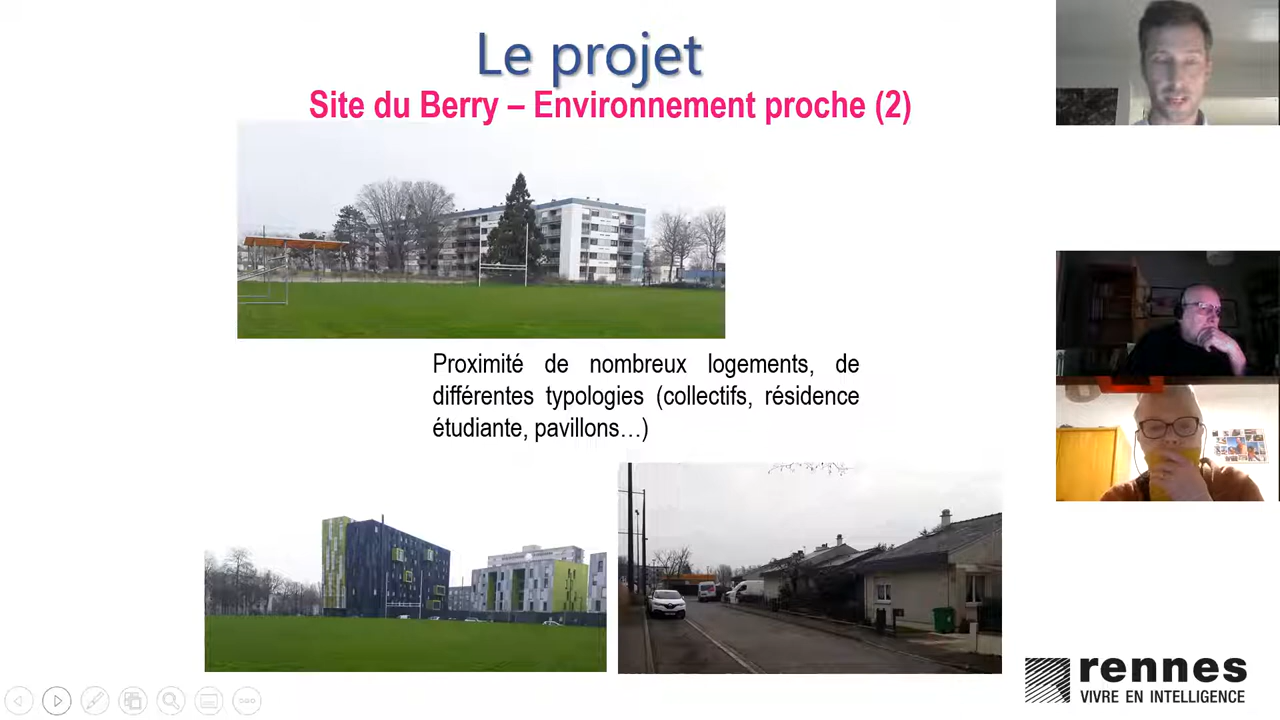 Le projet
Site du Berry – Environnement proche (2)
Proximité de nombreux logements, de
différentes typologies (collectifs, résidence
étudiante, pavillons…)
rennes
VIVRE EN INTELLIGENCE